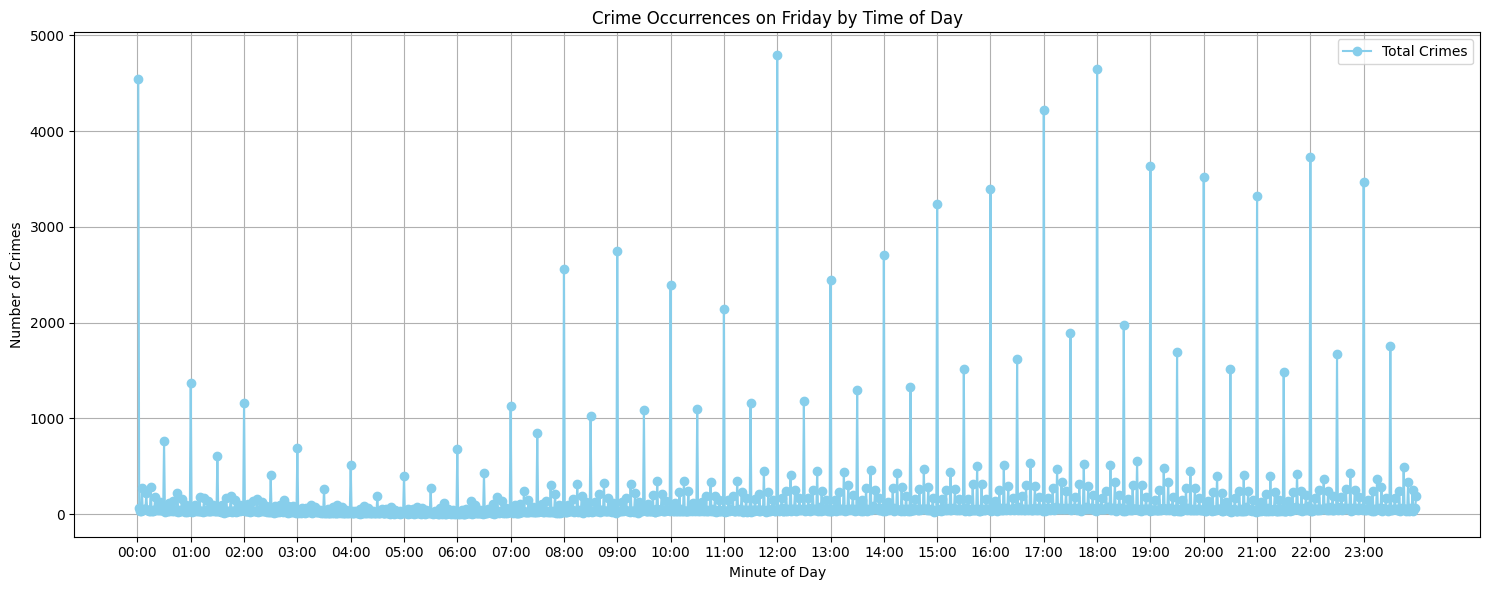 Crime Occurrences on Friday by Time of Day
Total Crimes
Number of Crimes
5000
4000
3000
2000
1000
0
00:00 01:00 02:00 03:00 04:00 05:00 06:00 07:00 08:00 09:00 10:00 11:00 12:00 13:00 14:00 15:00 16:00 17:00 18:00 19:00 20:00 21:00 22:00 23:00
Minute of Day